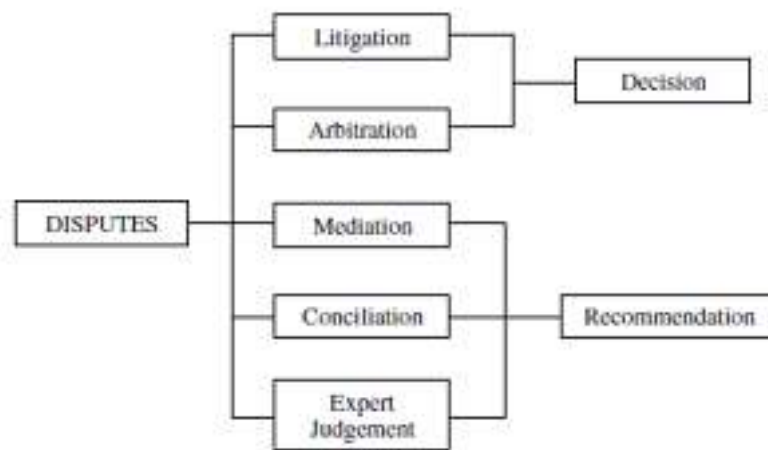 Litigation
Decision
Arbitration
DISPUTES
Mediation
Conciliation
Recommendation
Expert
Judgement